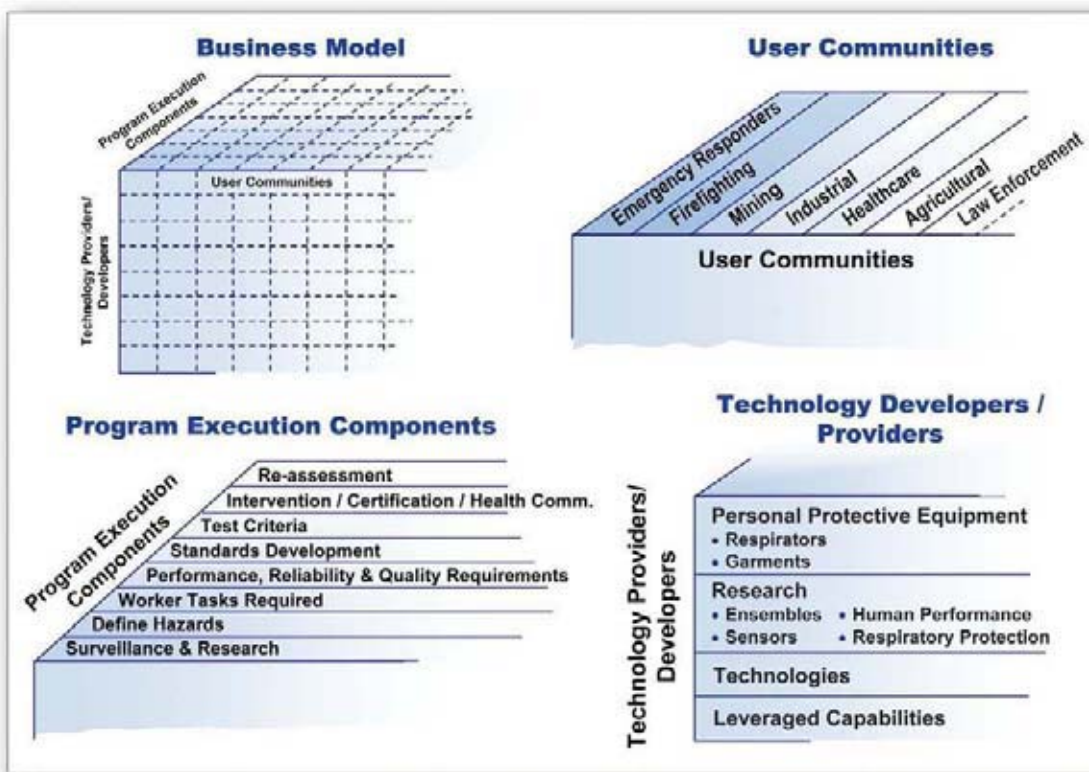 Business Model
Program Execution
Components
User Communities
Technology Providers/
Developers
User Communities
Emergency Responders
Firefighting
Mining
Industrial
Healthcare
Agricultural
Law Enforcement
User Communities
Program Execution Components
Program Execution
Components
Re-assessment
Intervention / Certification / Health Comm.
Test Criteria
Standards Development
Performance, Reliability & Quality Requirements
Worker Tasks Required
Define Hazards
Surveillance & Research
Technology Developers /
Providers
Technology Providers/
Developers
Personal Protective Equipment
• Respirators
• Garments
Research
• Ensembles • Human Performance
• Sensors • Respiratory Protection
Technologies
Leveraged Capabilities